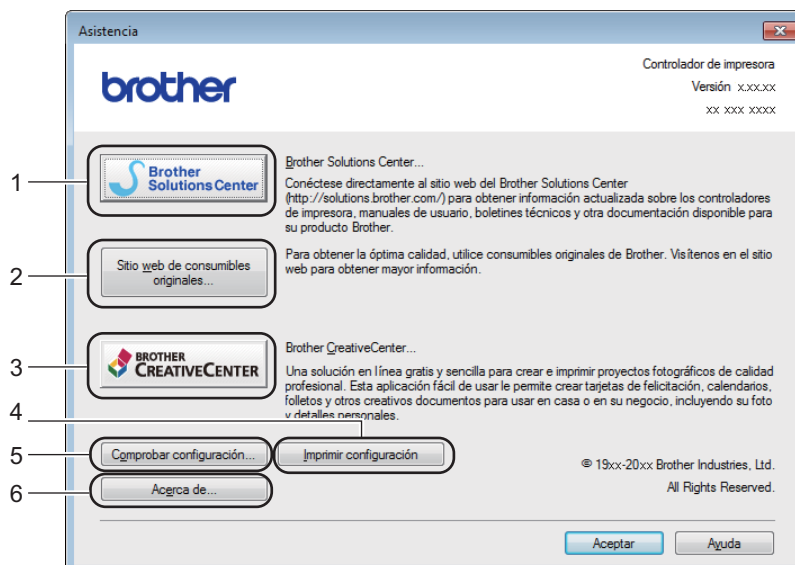 Asistencia
brother
Controlador de impresora
Versión x.xx.xx
xx xxx xxxx
1
Brother
Solutions Center
Brother Solutions Center...
Conéctese directamente al sitio web del Brother Solutions Center
(http://solutions.brother.com/) para obtener información actualizada sobre los controladores
de impresora, manuales de usuario, boletines técnicos y otra documentación disponible para
su producto Brother.
2
Sitio web de consumibles
originales...
Para obtener la óptima calidad, utilice consumibles originales de Brother. Visítenos en el sitio
web para obtener mayor información.
3
BROTHER
CREATIVECENTER
Brother CreativeCenter...
Una solución en línea gratis y sencilla para crear e imprimir proyectos fotográficos de calidad
profesional. Esta aplicación fácil de usar le permite crear tarjetas de felicitación, calendarios,
folletos y otros creativos documentos para usar en casa o en su negocio, incluyendo su foto
y detalles personales.
4
5
Comprobar configuración...
Imprimir configuración
6
Acerca de...
© 19xx-20xx Brother Industries, Ltd.
All Rights Reserved.
Aceptar
Ayuda